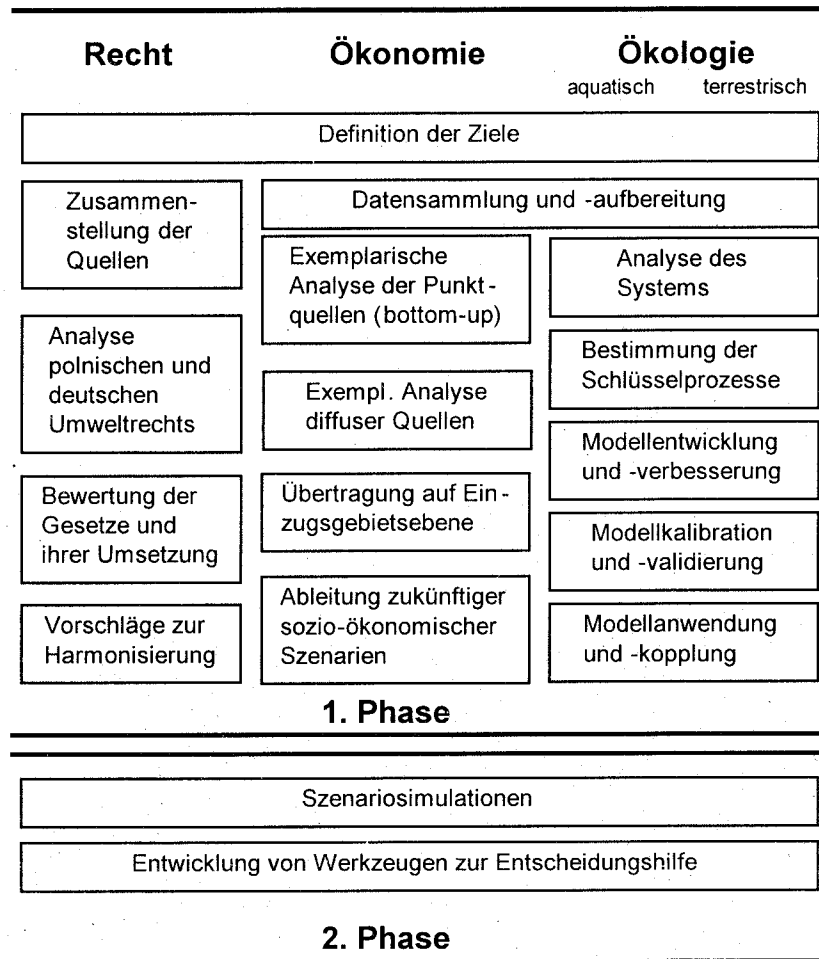 Recht
Ökonomie
Ökologie
aquatisch terrestrisch
Definition der Ziele
Zusammen-
stellung der
Quellen
Analyse
polnischen und
deutschen
Umweltrechts
Bewertung der
Gesetze und
ihrer Umsetzung
Vorschläge zur
Harmonisierung
Datensammlung und -aufbereitung
Exemplarische
Analyse der Punkt-
quellen (bottom-up)
Exempl. Analyse
diffuser Quellen
Übertragung auf Ein-
zugsgebietsebene
Ableitung zukünftiger
sozio-ökonomischer
Szenarien
Analyse des
Systems
Bestimmung der
Schlüsselprozesse
Modellentwicklung
und -verbesserung
Modellkalibration
und -validierung
Modellanwendung
und -kopplung
1. Phase
Szenariosimulationen
Entwicklung von Werkzeugen zur Entscheidungshilfe
2. Phase